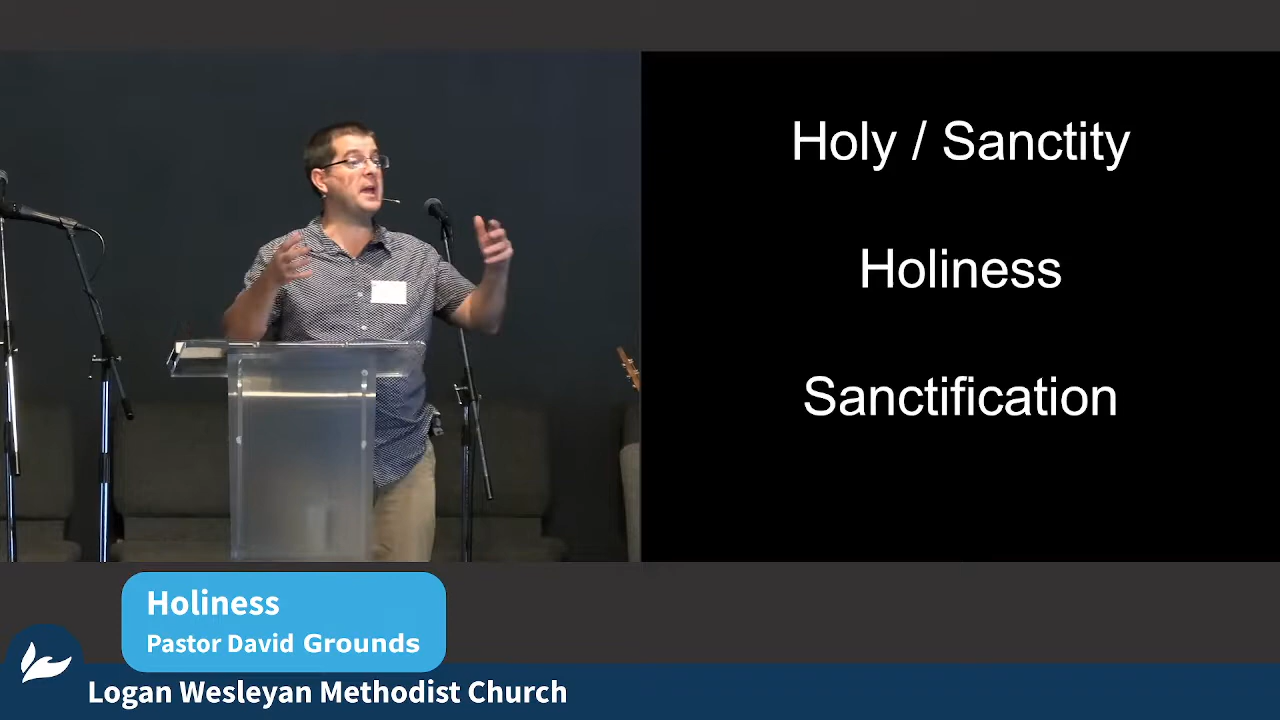 Holy / Sanctity
Holiness
Sanctification
Holiness
Pastor David Grounds
Logan Wesleyan Methodist Church